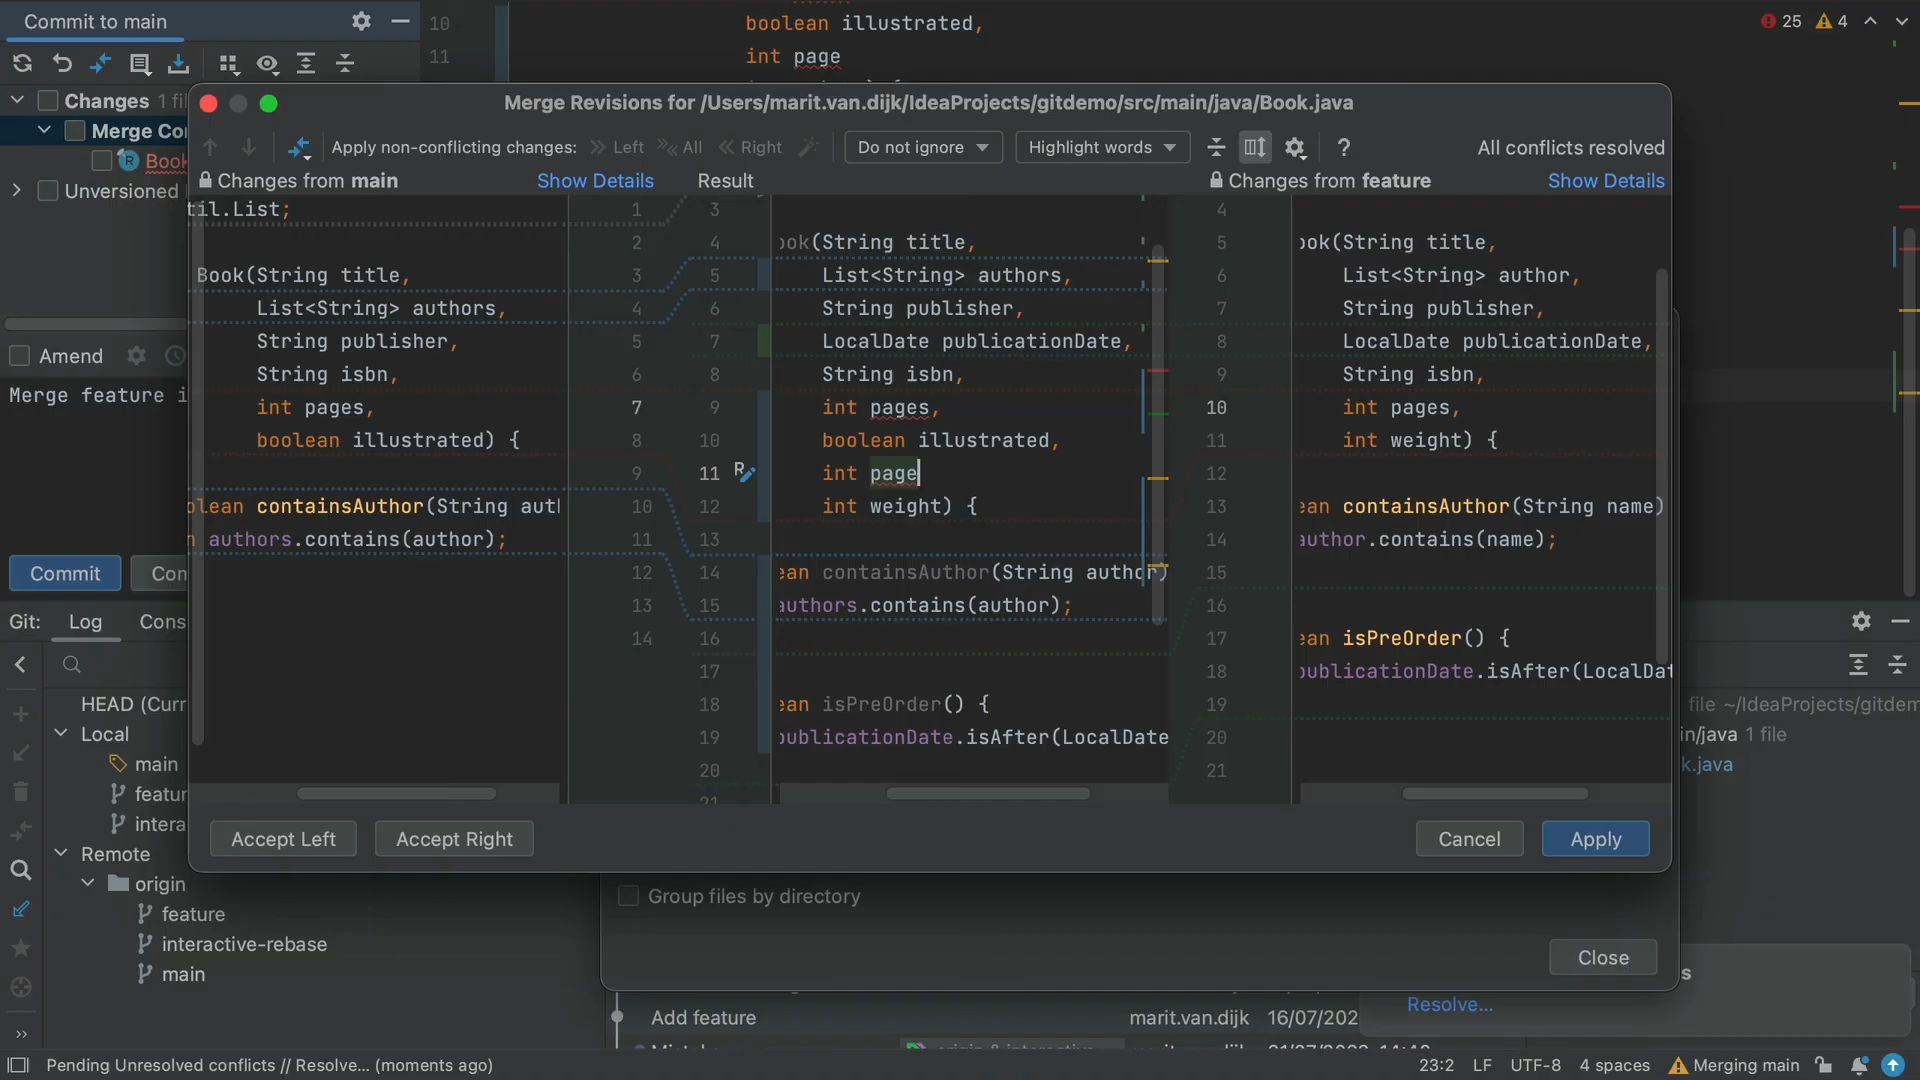 Commit to main
10
boolean illustrated,
25
4
11
int page
Changes 1 fil
Merge Revisions for /Users/marit.van.dijk/IdeaProjects/gitdemo/src/main/java/Book.java
Merge Co
Apply non-conflicting changes:
Left
All
Right
Do not ignore
Highlight words
?
All conflicts resolved
Book
Changes from main
Show Details
Result
Changes from feature
Show Details
Unversioned
til.List;
1
3
4
2
4
ook(String title,
5
ook(String title,
Book(String title,
3
5
List<String> authors,
6
List<String> author,
List<String> authors,
4
6
String publisher,
7
String publisher,
String publisher,
5
7
LocalDate publicationDate,
8
LocalDate publicationDate,
Amend
String isbn,
6
8
String isbn,
9
String isbn,
Merge feature i
int pages,
7
9
int pages,
10
int pages,
boolean illustrated) {
8
10
boolean illustrated,
11
int weight) {
9
11
int page
12
olean containsAuthor(String aut
10
12
int weight) {
13
ean containsAuthor(String name)
n authors.contains(author);
11
13
14
author.contains(name);
Commit
Con
12
14
ean containsAuthor(String author)
15
13
15
authors.contains(author);
16
Git:
Log
Cons
14
16
17
ean isPreOrder() {
17
18
publicationDate.isAfter(LocalDat
HEAD (Curr
18
ean isPreOrder() {
19
file ~/IdeaProjects/gitdem
Local
19
publicationDate.isAfter(LocalDate
20
in/java 1 file
main
20
21
k.java
featur
21
intera
Accept Left
Accept Right
Cancel
Apply
Remote
origin
Group files by directory
feature
interactive-rebase
Close
main
s
Resolve...
Add feature
marit.van.dijk
16/07/202
Pending Unresolved conflicts // Resolve... (moments ago)
23:2
LF
UTF-8
4 spaces
Merging main